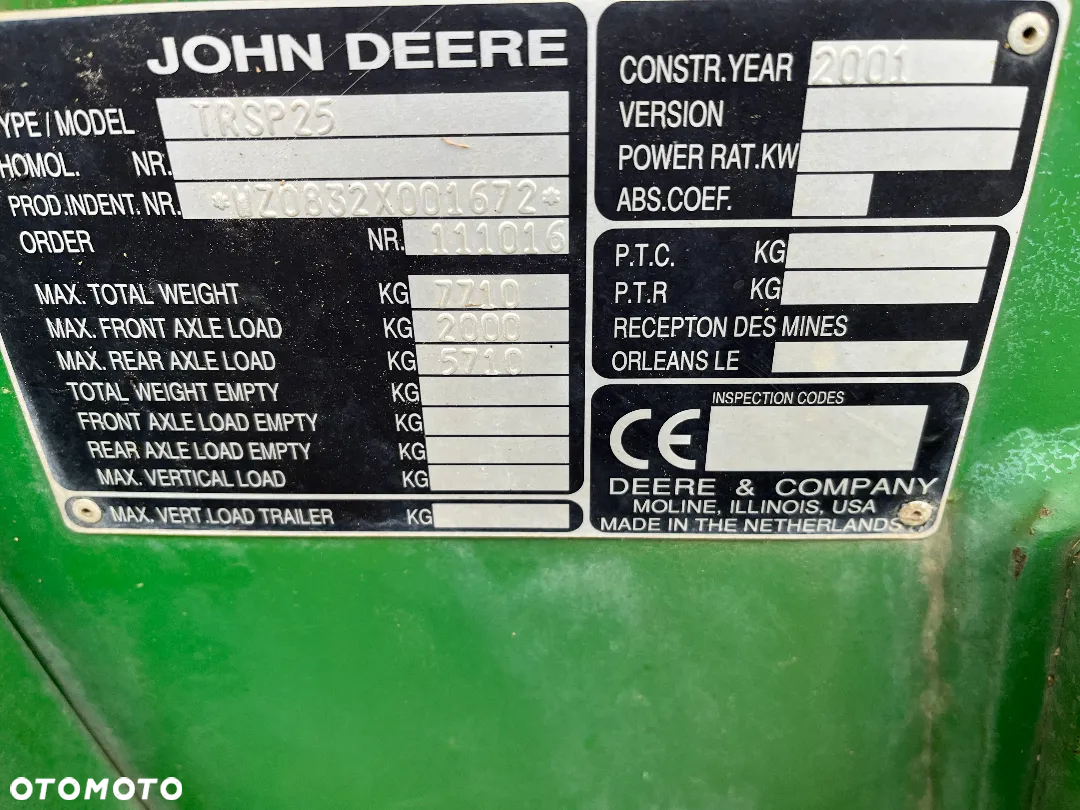 JOHN DEERE
YPE / MODEL TRSP25
HOMOL. NR.
PROD.INDENT. NR. *WZ0832X001672*
ORDER NR. 111016
MAX. TOTAL WEIGHT KG 7710
MAX. FRONT AXLE LOAD KG 2000
MAX. REAR AXLE LOAD KG 5710
TOTAL WEIGHT EMPTY KG
FRONT AXLE LOAD EMPTY KG
REAR AXLE LOAD EMPTY KG
MAX. VERTICAL LOAD KG
MAX. VERT.LOAD TRAILER KG
CONSTR.YEAR 2001
VERSION
POWER RAT.KW
ABS.COEF.
P.T.C. KG
P.T.R KG
RECEPTON DES MINES
ORLEANS LE
INSPECTION CODES
CE
DEERE & COMPANY
MOLINE, ILLINOIS, USA
MADE IN THE NETHERLANDS
OTOMOTO